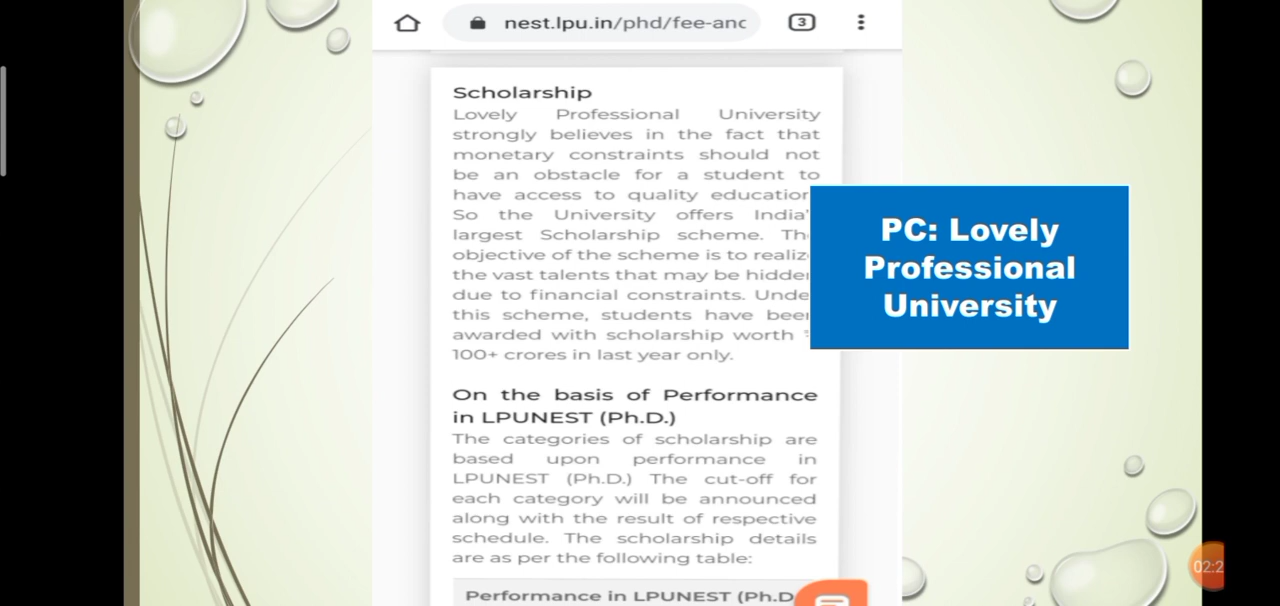 nest.lpu.in/phd/fee-and
3
Scholarship
Lovely Professional University
strongly believes in the fact that
monetary constraints should not
be an obstacle for a student to
have access to quality education
So the University offers India'
largest Scholarship scheme. Th
objective of the scheme is to realiz
the vast talents that may be hidden
due to financial constraints. Unde
this scheme, students have been
awarded with scholarship worth
100+ crores in last year only.
PC: Lovely
Professional
University
On the basis of Performance
in LPUNEST (Ph.D.)
The categories of scholarship are
based upon performance in
LPUNEST (Ph.D.) The cut-off for
each category will be announced
along with the result of respective
schedule. The scholarship details
are as per the following table:
Performance in LPUNEST (Ph.D
02:2